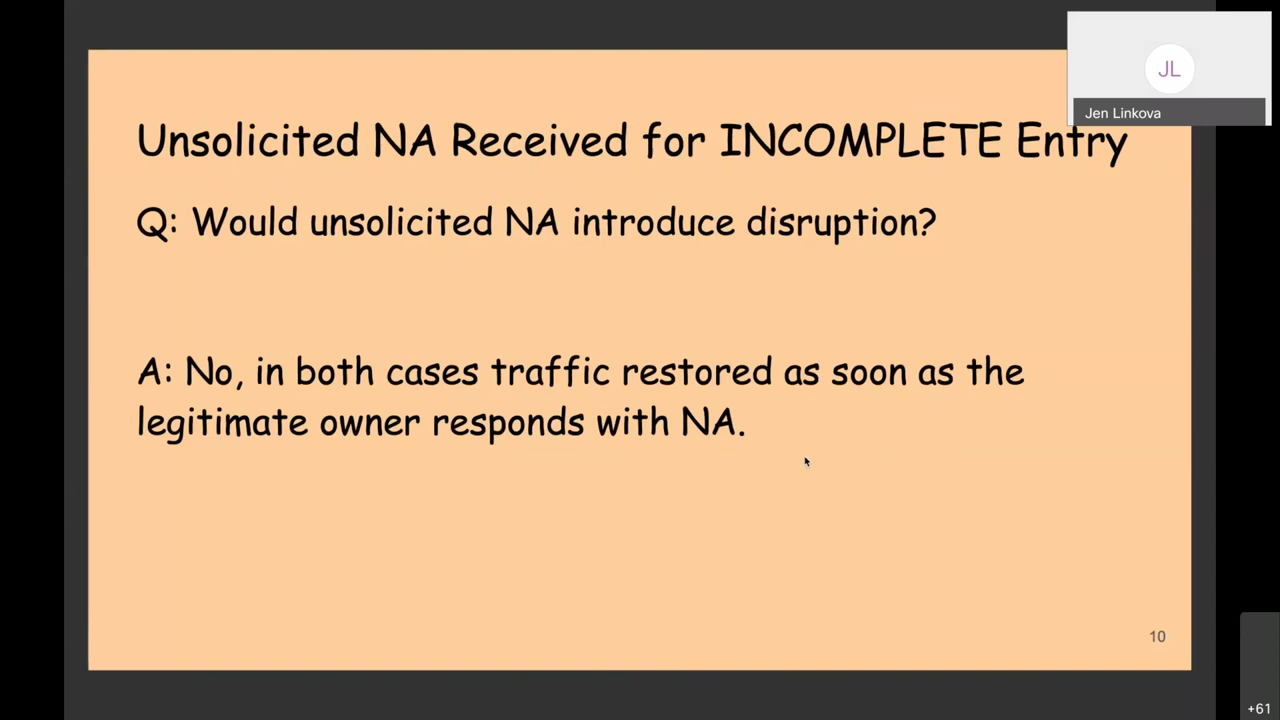 JL
Jen Linkova
Unsolicited NA Received for INCOMPLETE Entry
Q: Would unsolicited NA introduce disruption?
A: No, in both cases traffic restored as soon as the
legitimate owner responds with NA.
10
+61